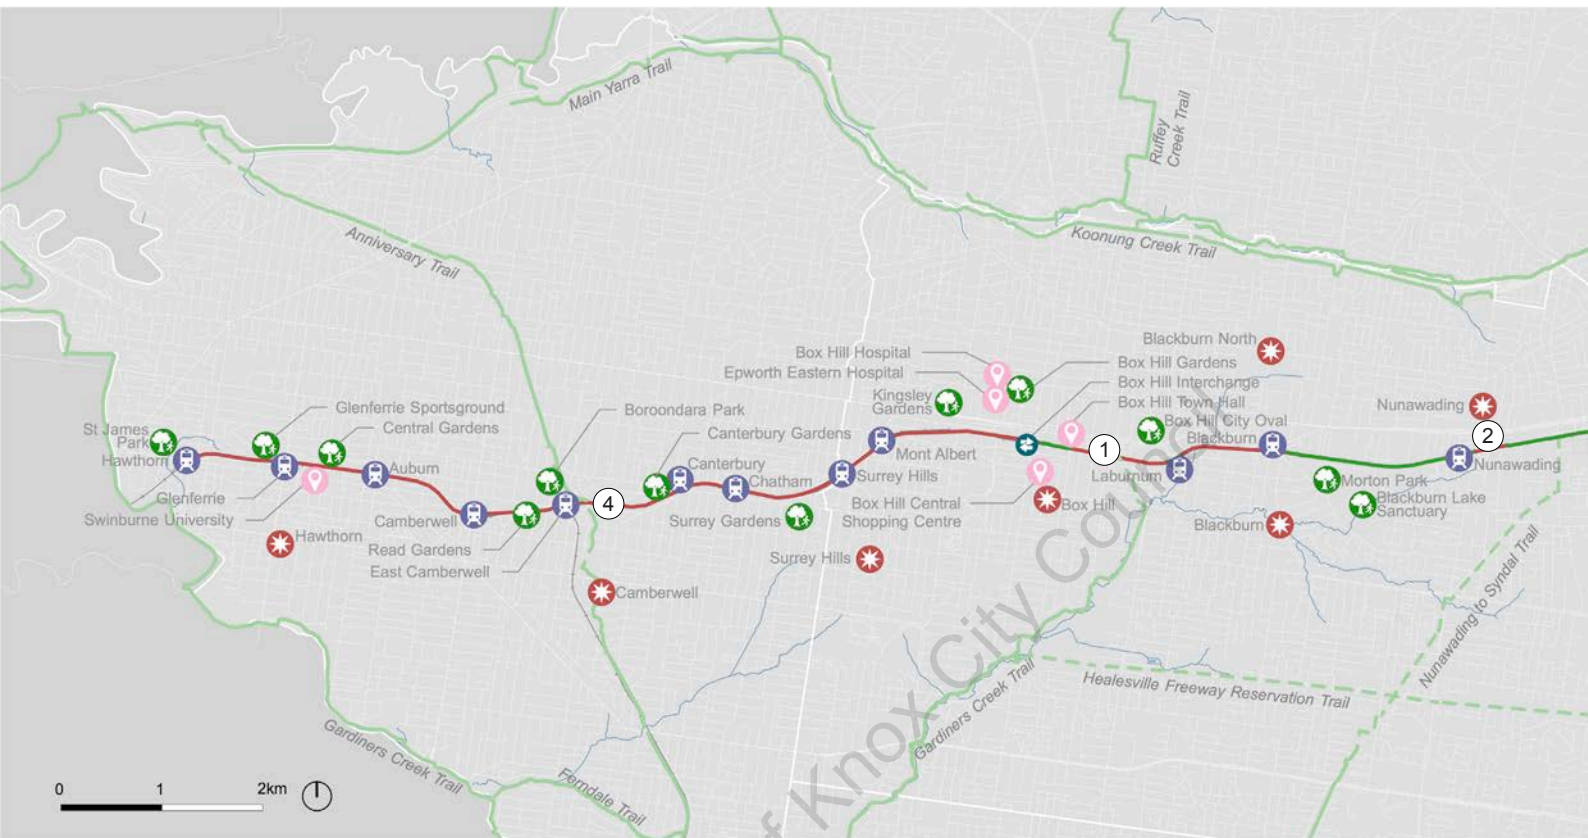 Main Yarra Trail
Ruffey
Creek Trail
Anniversary Trail
Koonung Creek Trail
Blackburn North
Box Hill Hospital
Epworth Eastern Hospital
Box Hill Gardens
Box Hill Interchange
Kingsley
Gardens
Box Hill Town Hall
Nunawading
Glenferrie Sportsground
Boroondara Park
Central Gardens
Canterbury Gardens
St James
Park
Box Hill City Oval
Blackburn
1
2
Hawthorn
Mont Albert
Auburn
Canterbury
Nunawading
Glenferrie
Chatham
Surrey Hills
Laburnum
Morton Park
Swinburne University
4
Box Hill Central
Shopping Centre
Box Hill
Blackburn Lake
Sanctuary
Camberwell
Surrey Gardens
Blackburn
Hawthorn
Read Gardens
East Camberwell
Surrey Hills
Camberwell
Nunawading to Syndal Trail
Healesville Freeway Reservation Trail
Gardiners Creek Trail
Gardiners Creek Trail
Ferndale Trail
0 1 2km
f Knox City Council